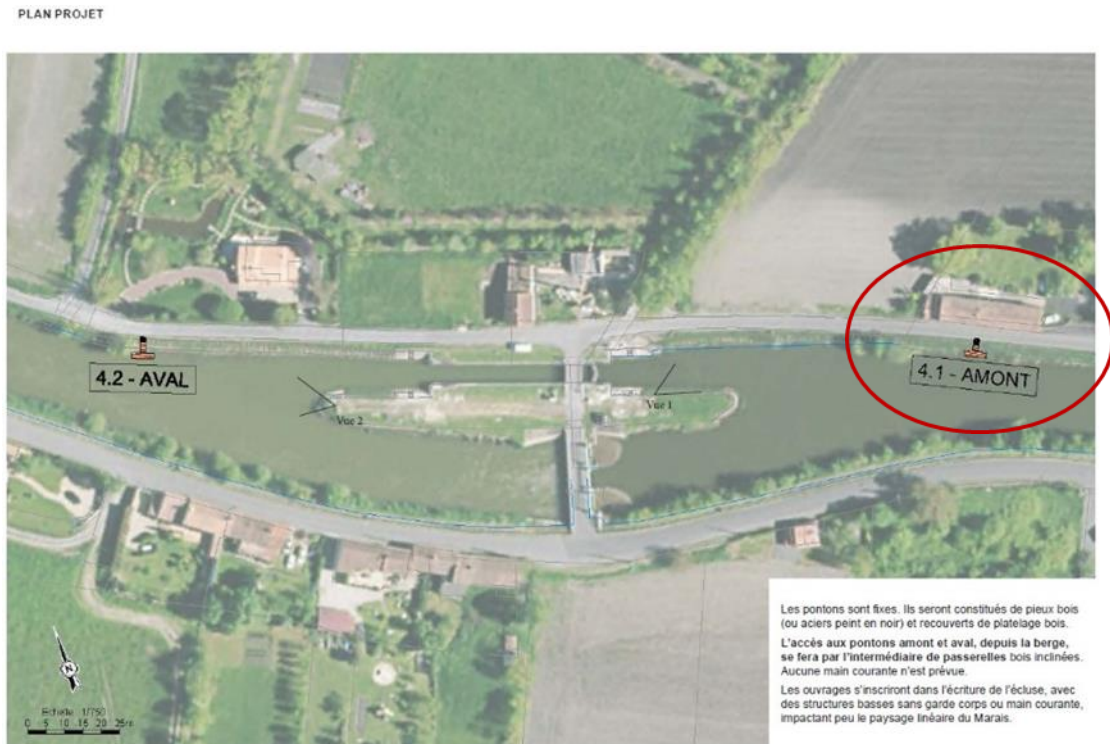 PLAN PROJET
4.2 - AVAL
Vue 2
Vue 1
4.1 - AMONT
N
Echelle 1/750
0 5 10 15 20 25m
Les pontons sont fixes. Ils seront constitués de pieux bois
(ou aciers peint en noir) et recouverts de platelage bois.
L'accès aux pontons amont et aval, depuis la berge,
se fera par l'intermédiaire de passerelles bois inclinées.
Aucune main courante n'est prévue.
Les ouvrages s'inscriront dans l'écriture de l'écluse, avec
des structures basses sans garde corps ou main courante,
impactant peu le paysage linéaire du Marais.